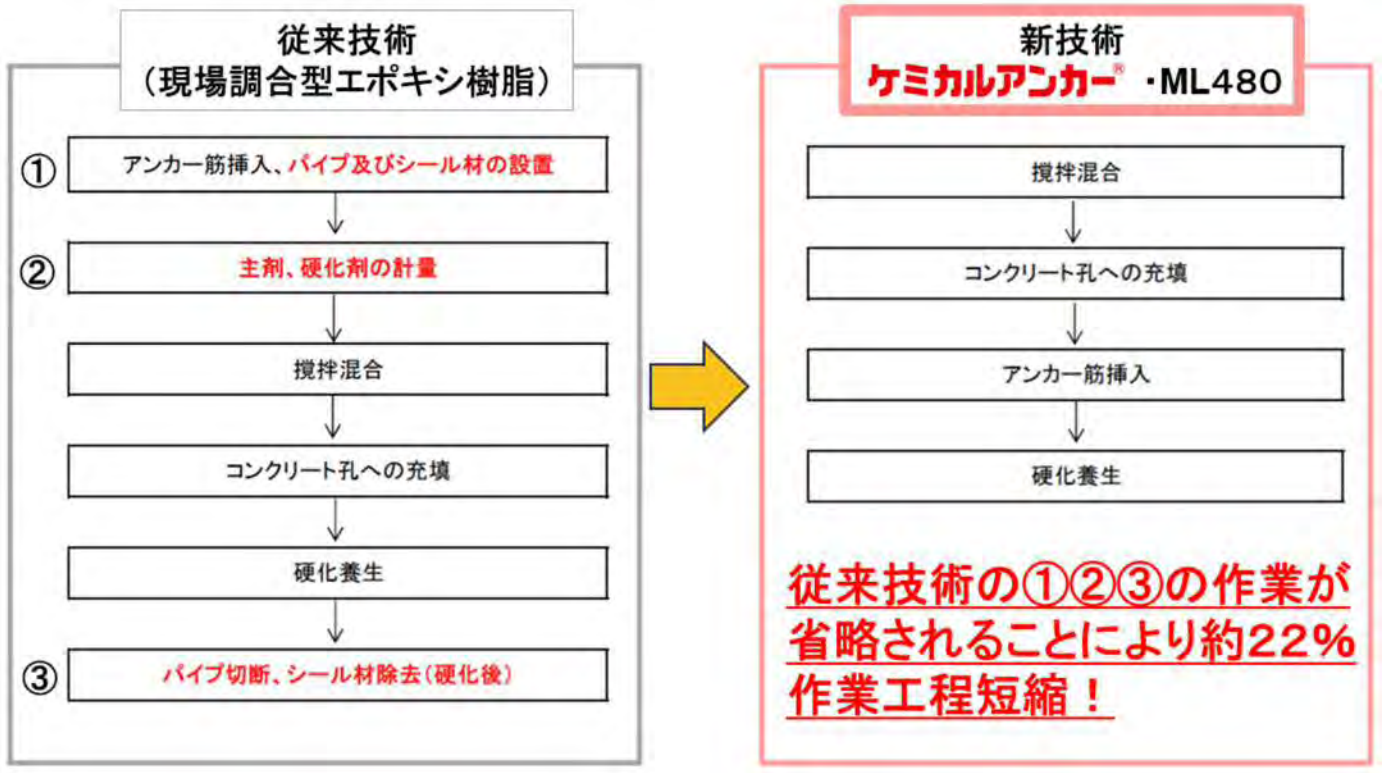 従来技術
（現場調合型エポキシ樹脂）
① アンカー筋挿入、パイプ及びシール材の設置
② 主剤、硬化剤の計量
撹拌混合
コンクリート孔への充填
硬化養生
③ パイプ切断、シール材除去（硬化後）
新技術
ケミカルアンカー® ・ML480
撹拌混合
コンクリート孔への充填
アンカー筋挿入
硬化養生
従来技術の①②③の作業が
省略されることにより約２２％
作業工程短縮！